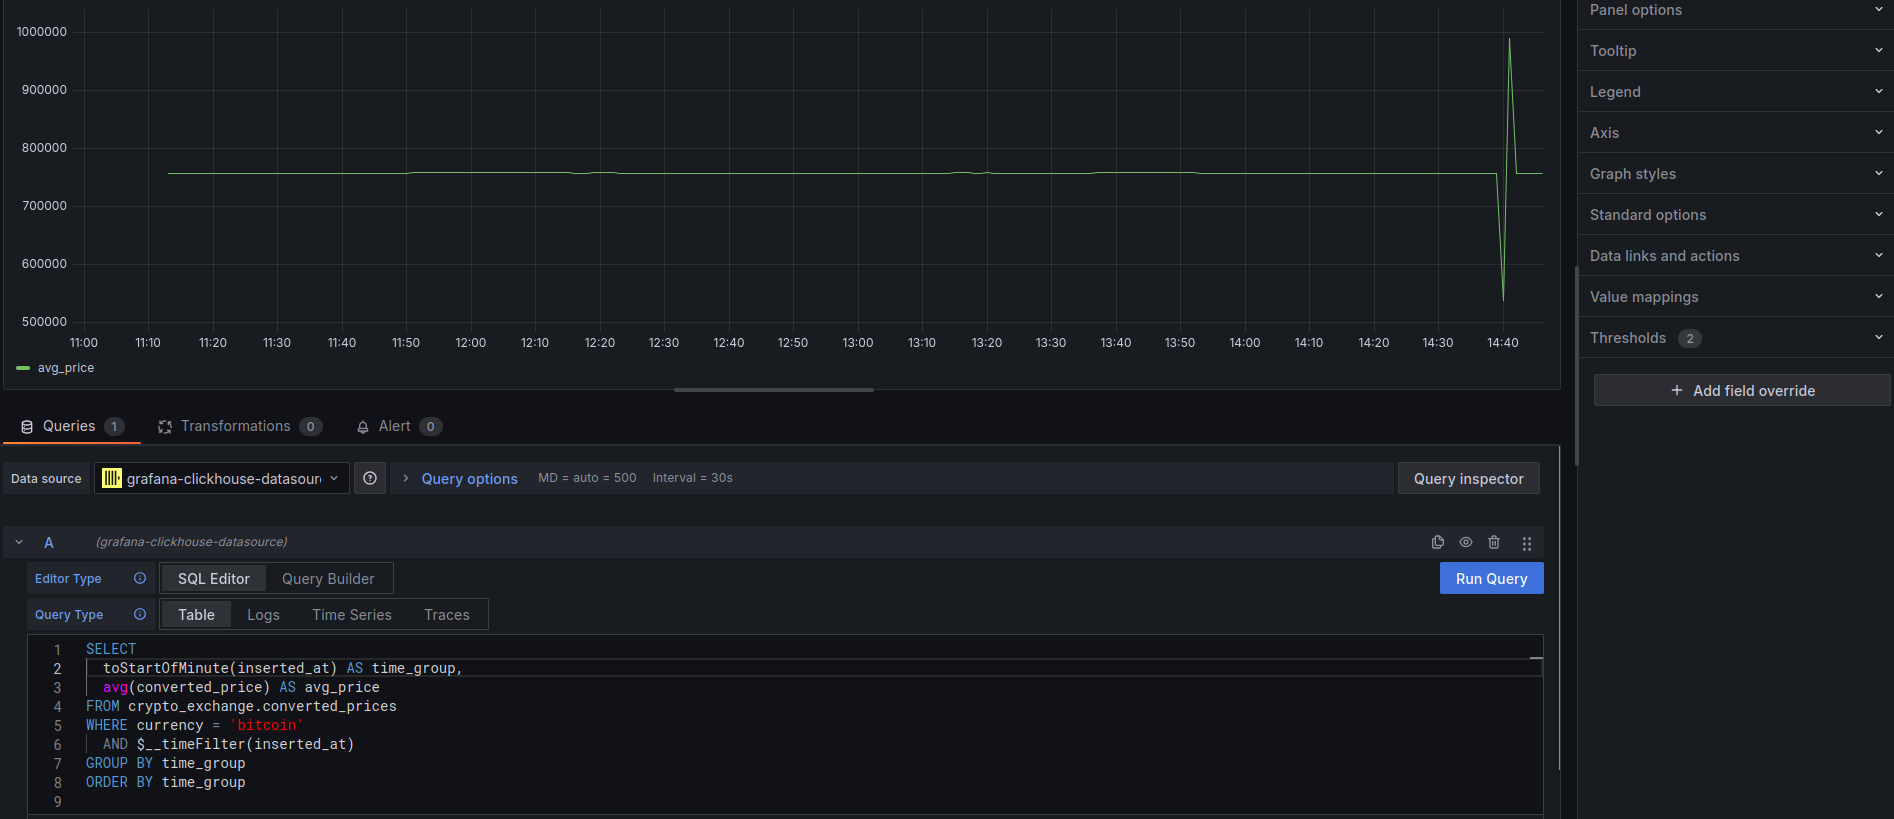 1000000
900000
800000
700000
600000
500000
11:00 11:10 11:20 11:30 11:40 11:50 12:00 12:10 12:20 12:30 12:40 12:50 13:00 13:10 13:20 13:30 13:40 13:50 14:00 14:10 14:20 14:30 14:40
avg_price
Queries 1 Transformations 0 Alert 0
Data source grafana-clickhouse-datasour Query options MD = auto = 500 Interval = 30s Query inspector
A (grafana-clickhouse-datasource)
Editor Type SQL Editor Query Builder Run Query
Query Type Table Logs Time Series Traces
1 SELECT
2 toStartOfMinute(inserted_at) AS time_group,
3 avg(converted_price) AS avg_price
4 FROM crypto_exchange.converted_prices
5 WHERE currency = 'bitcoin'
6 AND $__timeFilter(inserted_at)
7 GROUP BY time_group
8 ORDER BY time_group
9
Panel options
Tooltip
Legend
Axis
Graph styles
Standard options
Data links and actions
Value mappings
Thresholds 2
+ Add field override